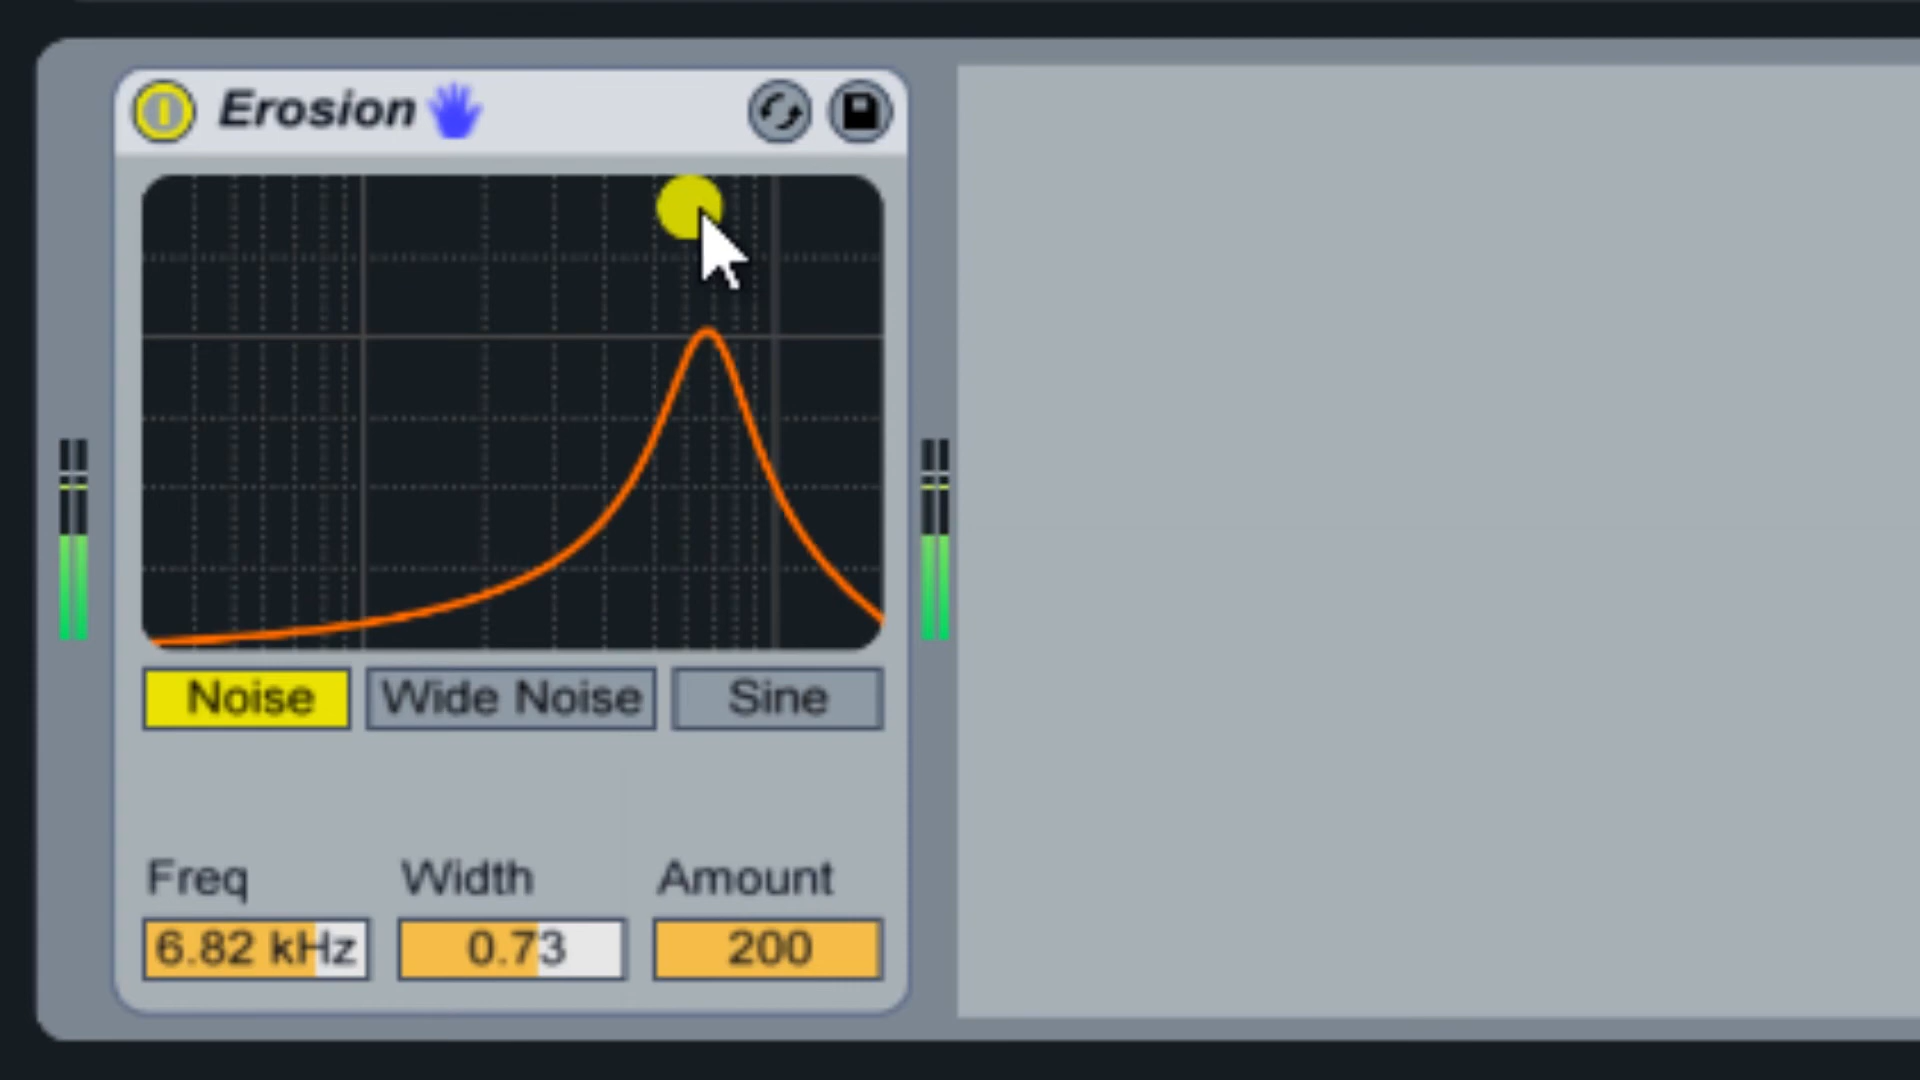 Erosion
Noise Wide Noise Sine
Freq Width Amount
6.82 kHz 0.73 200